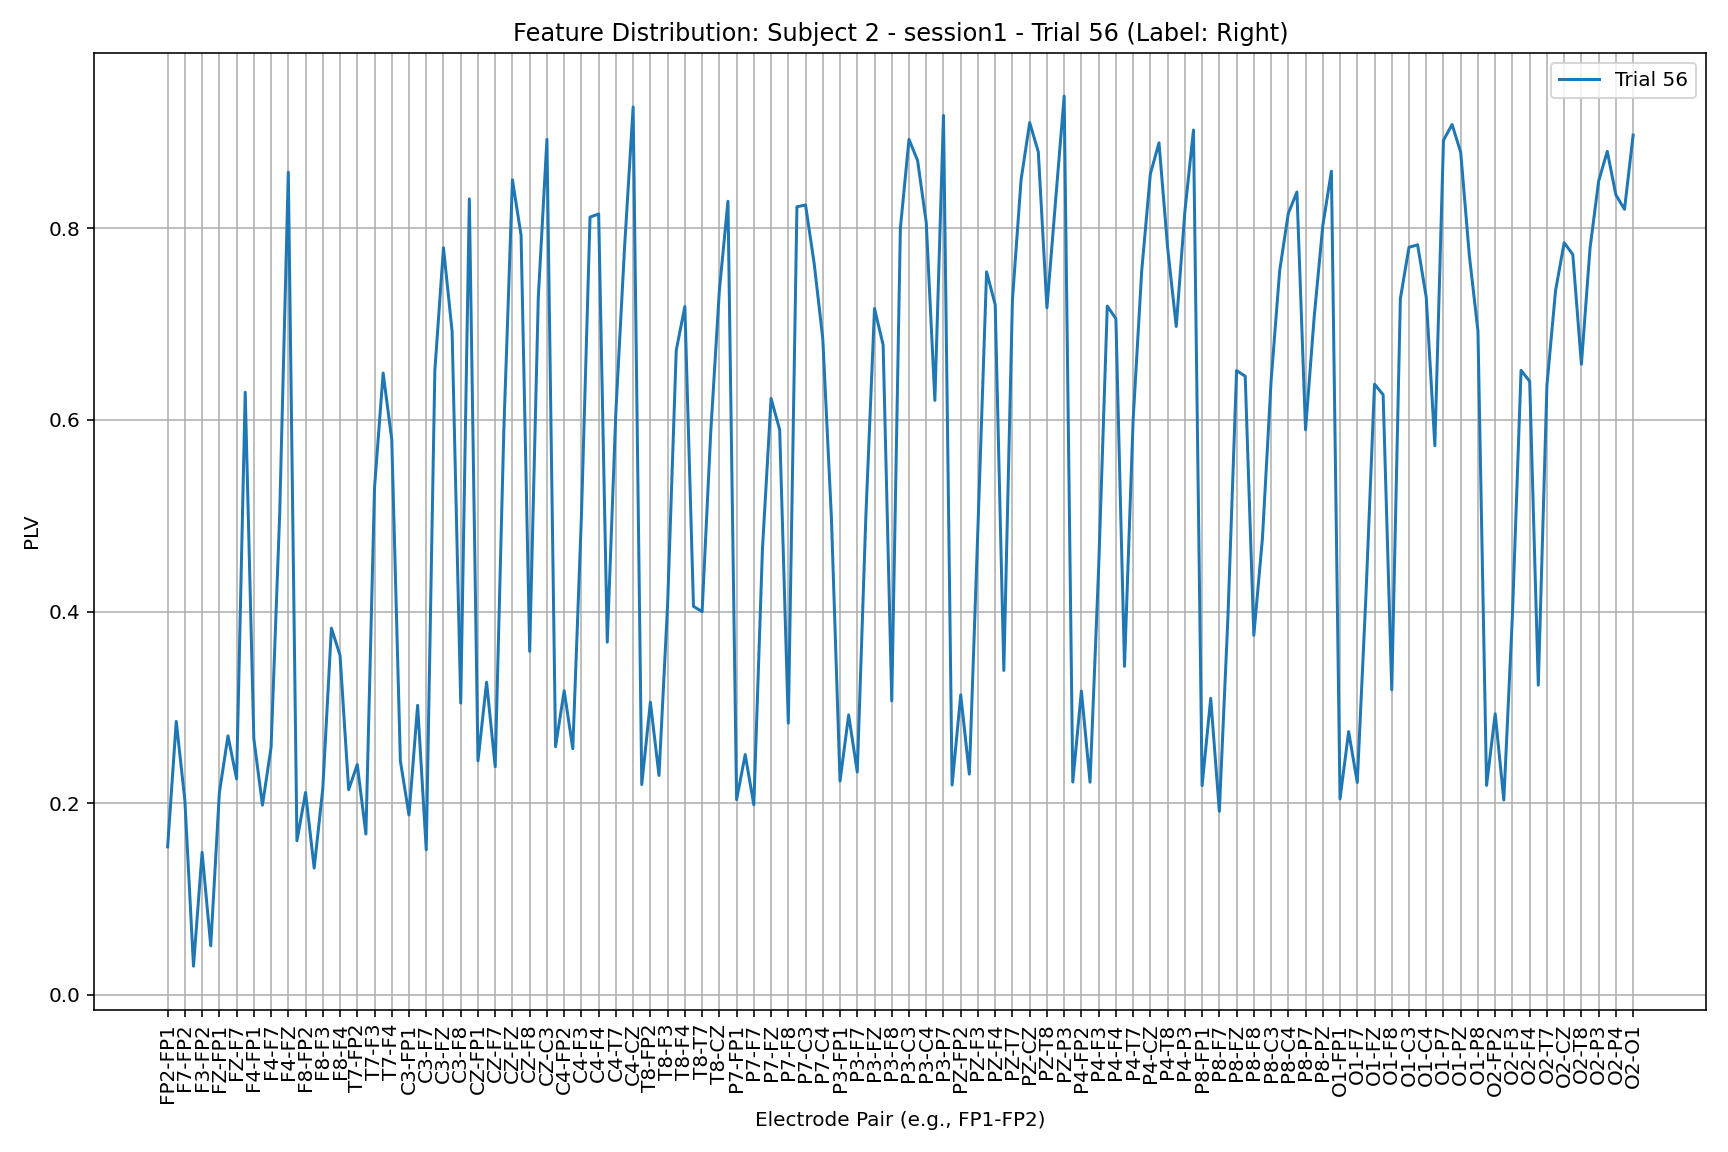 Feature Distribution: Subject 2 - session1 - Trial 56 (Label: Right)
Trial 56
PLV
0.8
0.6
0.4
0.2
0.0
FP2-FP1
F7-FP2
F3-FP2
FZ-FP1
FZ-F7
F4-FP1
F4-F7
F4-FZ
F8-FP2
F8-F3
F8-F4
T7-FP2
T7-F3
T7-F4
C3-FP1
C3-F7
C3-FZ
C3-F8
CZ-FP1
CZ-F7
CZ-FZ
CZ-F8
CZ-C3
C4-FP2
C4-F3
C4-F4
C4-T7
C4-CZ
T8-FP2
T8-F3
T8-F4
T8-T7
T8-CZ
P7-FP1
P7-F7
P7-FZ
P7-F8
P7-C3
P7-C4
P3-FP1
P3-F7
P3-FZ
P3-F8
P3-C3
P3-C4
P3-P7
PZ-FP2
PZ-F3
PZ-F4
PZ-T7
PZ-CZ
PZ-T8
PZ-P3
P4-FP2
P4-F3
P4-F4
P4-T7
P4-CZ
P4-T8
P4-P3
P8-FP1
P8-F7
P8-FZ
P8-F8
P8-C3
P8-C4
P8-P7
P8-PZ
O1-FP1
O1-F7
O1-FZ
O1-F8
O1-C3
O1-C4
O1-P7
O1-PZ
O1-P8
O2-FP2
O2-F3
O2-F4
O2-T7
O2-CZ
O2-T8
O2-P3
O2-P4
O2-O1
Electrode Pair (e.g., FP1-FP2)